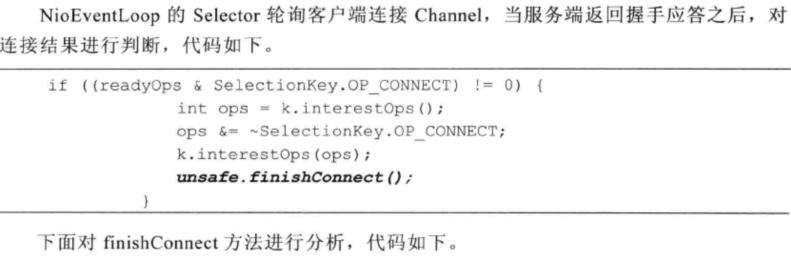 NioEventLoop 的 Selector 轮询客户端连接 Channel，当服务端返回握手应答之后，对
连接结果进行判断，代码如下。
if ((readyOps & SelectionKey.OP_CONNECT) != 0) {
int ops = k.interestOps();
ops &= ~SelectionKey.OP_CONNECT;
k.interestOps(ops);
unsafe.finishConnect();
}
下面对 finishConnect 方法进行分析，代码如下。